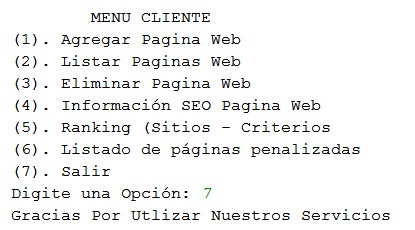 MENU CLIENTE
(1). Agregar Pagina Web
(2). Listar Paginas Web
(3). Eliminar Pagina Web
(4). Información SEO Pagina Web
(5). Ranking (Sitios - Criterios
(6). Listado de páginas penalizadas
(7). Salir
Digite una Opción: 7
Gracias Por Utlizar Nuestros Servicios